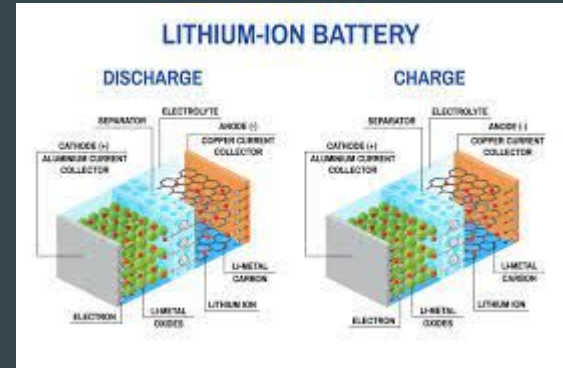 LITHIUM-ION BATTERY
DISCHARGE
ELECTROLYTE
SEPARATOR
ANODE (-)
COPPER CURRENT
COLLECTOR
CATHODE (+)
ALUMINIUM CURRENT
COLLECTOR
LI-METAL
CARBON
LITHIUM ION
LI-METAL
OXIDES
ELECTRON
CHARGE
ELECTROLYTE
SEPARATOR
ANODE (-)
COPPER CURRENT
COLLECTOR
CATHODE (+)
ALUMINIUM CURRENT
COLLECTOR
LI-METAL
CARBON
LITHIUM ION
LI-METAL
OXIDES
ELECTRON